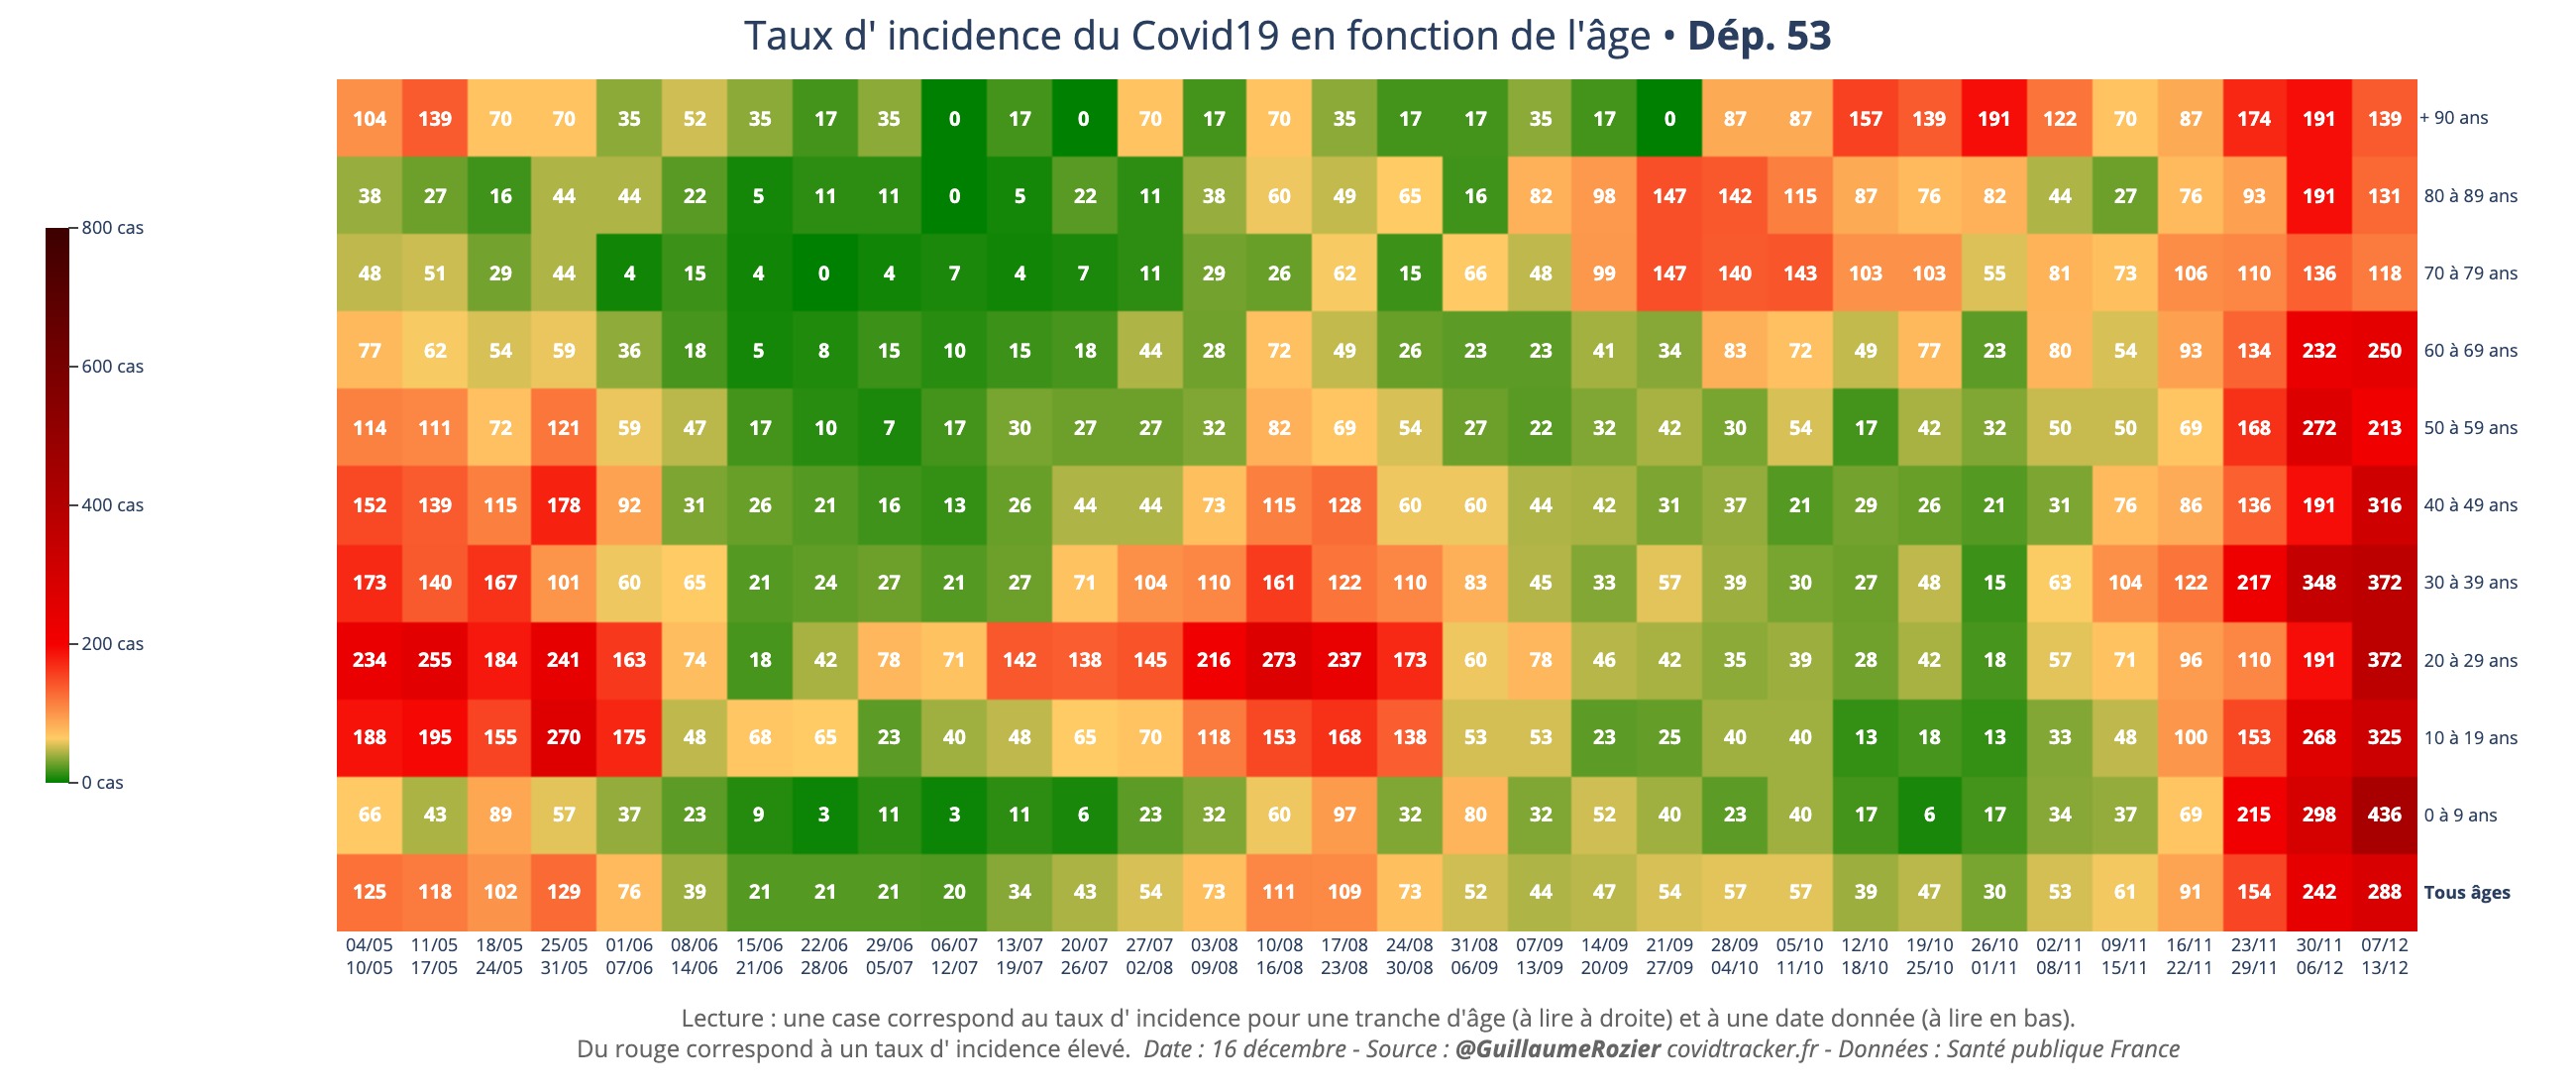 Taux d' incidence du Covid19 en fonction de l'âge • Dép. 53
800 cas
600 cas
400 cas
200 cas
0 cas
104 139 70 70 35 52 35 17 35 0 17 0 70 17 70 35 17 17 35 17 0 87 87 157 139 191 122 70 87 174 191 139 + 90 ans
38 27 16 44 44 22 5 11 11 0 5 22 11 38 60 49 65 16 82 98 147 142 115 87 76 82 44 27 76 93 191 131 80 à 89 ans
48 51 29 44 4 15 4 0 4 7 4 7 11 29 26 62 15 66 48 99 147 140 143 103 103 55 81 73 106 110 136 118 70 à 79 ans
77 62 54 59 36 18 5 8 15 10 15 18 44 28 72 49 26 23 23 41 34 83 72 49 77 23 80 54 93 134 232 250 60 à 69 ans
114 111 72 121 59 47 17 10 7 17 30 27 27 32 82 69 54 27 22 32 42 30 54 17 42 32 50 50 69 168 272 213 50 à 59 ans
152 139 115 178 92 31 26 21 16 13 26 44 44 73 115 128 60 60 44 42 31 37 21 29 26 21 31 76 86 136 191 316 40 à 49 ans
173 140 167 101 60 65 21 24 27 21 27 71 104 110 161 122 110 83 45 33 57 39 30 27 48 15 63 104 122 217 348 372 30 à 39 ans
234 255 184 241 163 74 18 42 78 71 142 138 145 216 273 237 173 60 78 46 42 35 39 28 42 18 57 71 96 110 191 372 20 à 29 ans
188 195 155 270 175 48 68 65 23 40 48 65 70 118 153 168 138 53 53 23 25 40 40 13 18 13 33 48 100 153 268 325 10 à 19 ans
66 43 89 57 37 23 9 3 11 3 11 6 23 32 60 97 32 80 32 52 40 23 40 17 6 17 34 37 69 215 298 436 0 à 9 ans
125 118 102 129 76 39 21 21 21 20 34 43 54 73 111 109 73 52 44 47 54 57 57 39 47 30 53 61 91 154 242 288 Tous âges
04/05 11/05 18/05 25/05 01/06 08/06 15/06 22/06 29/06 06/07 13/07 20/07 27/07 03/08 10/08 17/08 24/08 31/08 07/09 14/09 21/09 28/09 05/10 12/10 19/10 26/10 02/11 09/11 16/11 23/11 30/11 07/12
10/05 17/05 24/05 31/05 07/06 14/06 21/06 28/06 05/07 12/07 19/07 26/07 02/08 09/08 16/08 23/08 30/08 06/09 13/09 20/09 27/09 04/10 11/10 18/10 25/10 01/11 08/11 15/11 22/11 29/11 06/12 13/12
Lecture : une case correspond au taux d' incidence pour une tranche d'âge (à lire à droite) et à une date donnée (à lire en bas).
Du rouge correspond à un taux d' incidence élevé. Date : 16 décembre - Source : @GuillaumeRozier covidtracker.fr - Données : Santé publique France